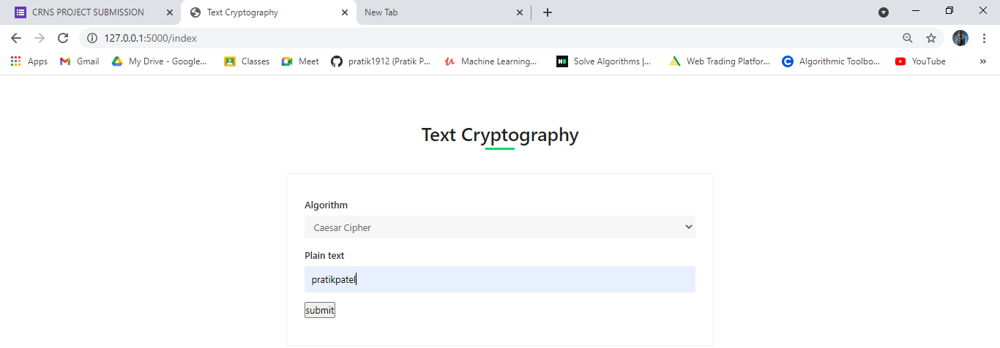 CRNS PROJECT SUBMISSION Text Cryptography New Tab
127.0.0.1:5000/index
Apps Gmail My Drive - Google... Classes Meet pratik1912 (Pratik P... Machine Learning... Solve Algorithms |... Web Trading Platfor... Algorithmic Toolbo... YouTube »
Text Cryptography
Algorithm
Caesar Cipher
Plain text
pratikpatel
submit